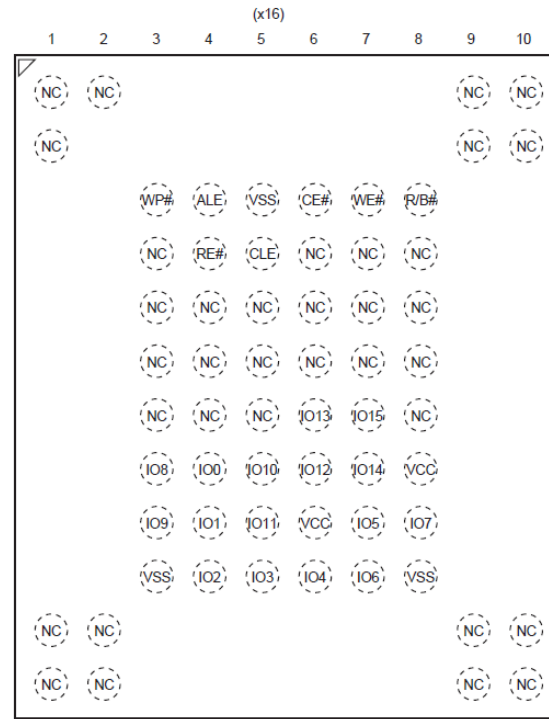 (x16)
1 2 3 4 5 6 7 8 9 10
NC NC NC NC
NC NC NC
WP# ALE VSS CE# WE# R/B#
NC RE# CLE NC NC NC
NC NC NC NC NC NC
NC NC NC NC NC NC
NC NC NC IO13 IO15 NC
IO8 IO0 IO10 IO12 IO14 VCC
IO9 IO1 IO11 VCC IO5 IO7
VSS IO2 IO3 IO4 IO6 VSS
NC NC NC NC
NC NC NC NC